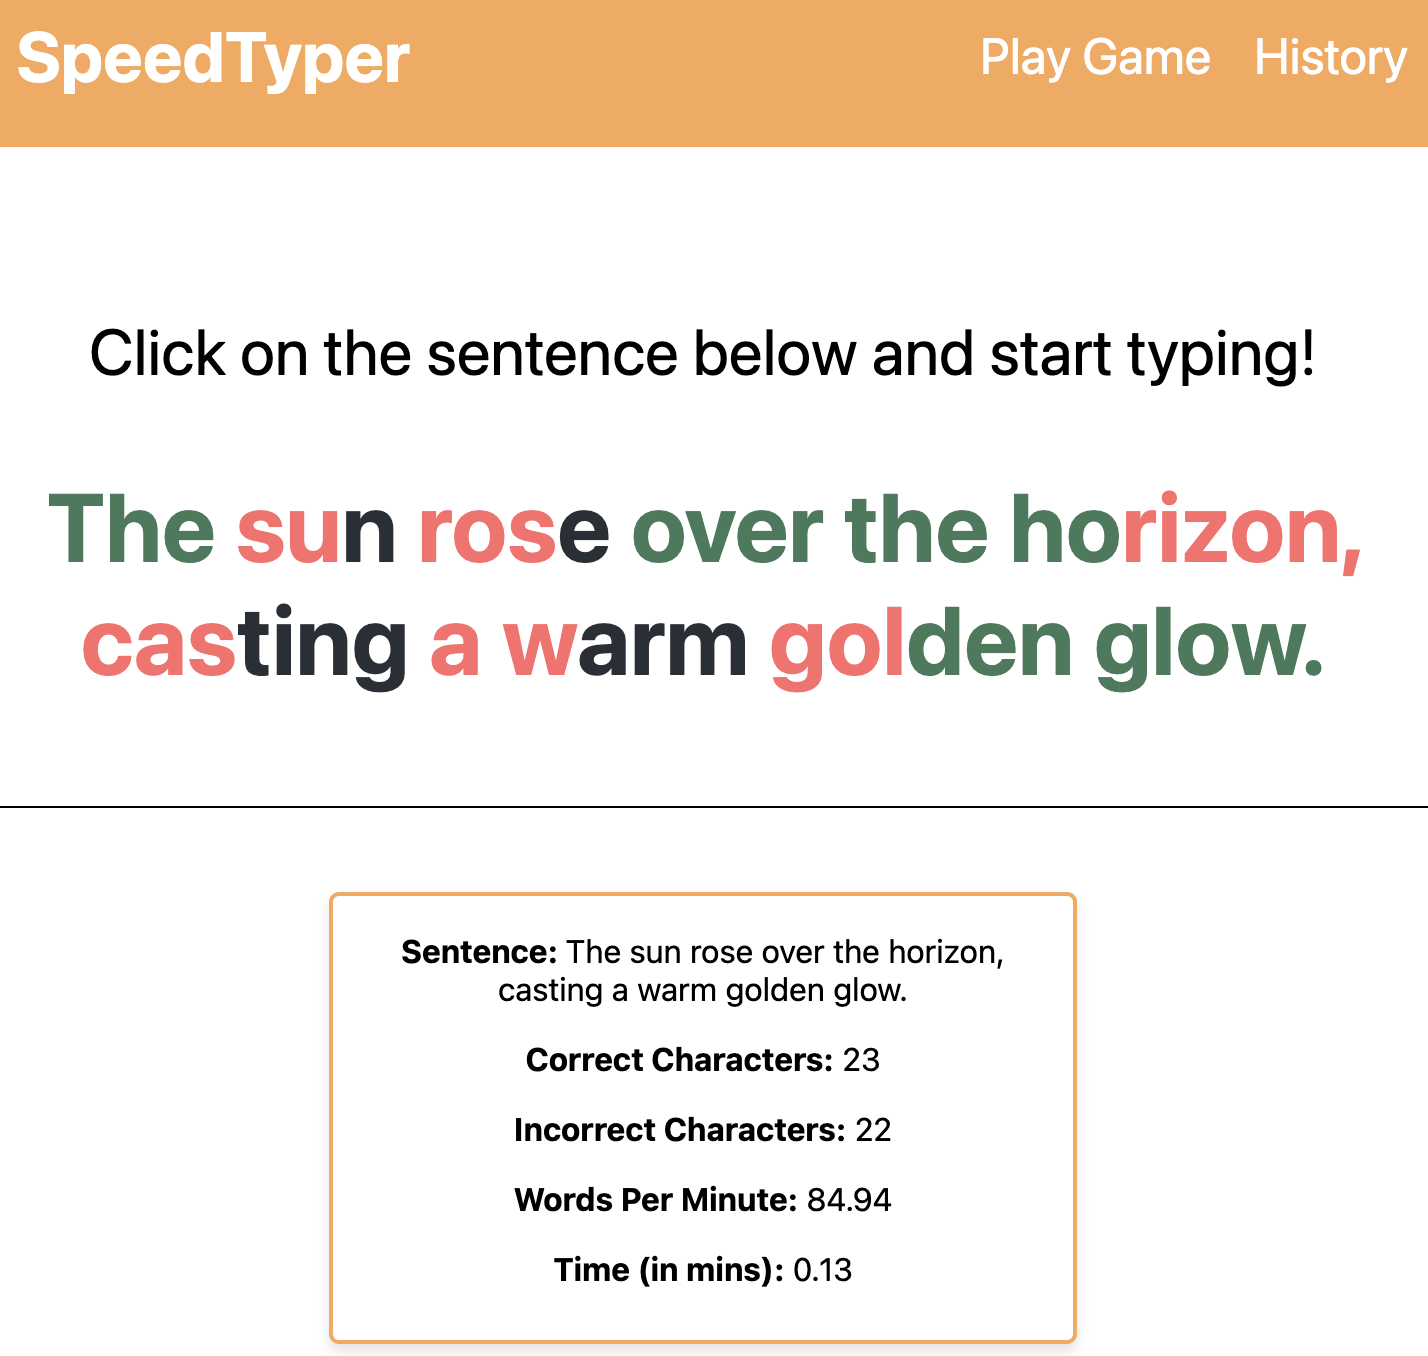 SpeedTyper
Play Game History
Click on the sentence below and start typing!
The sun rose over the horizon,
casting a warm golden glow.
Sentence: The sun rose over the horizon,
casting a warm golden glow.
Correct Characters: 23
Incorrect Characters: 22
Words Per Minute: 84.94
Time (in mins): 0.13